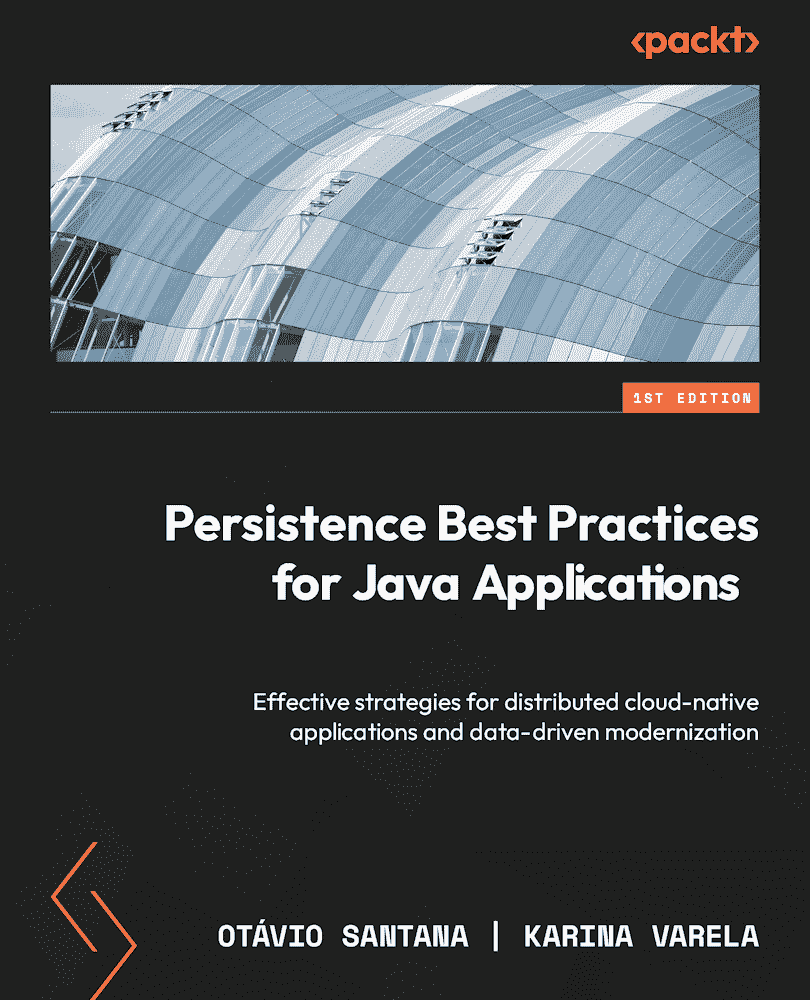 <packt>
1ST EDITION
Persistence Best Practices
for Java Applications
Effective strategies for distributed cloud-native
applications and data-driven modernization
OTÁVIO SANTANA | KARINA VARELA